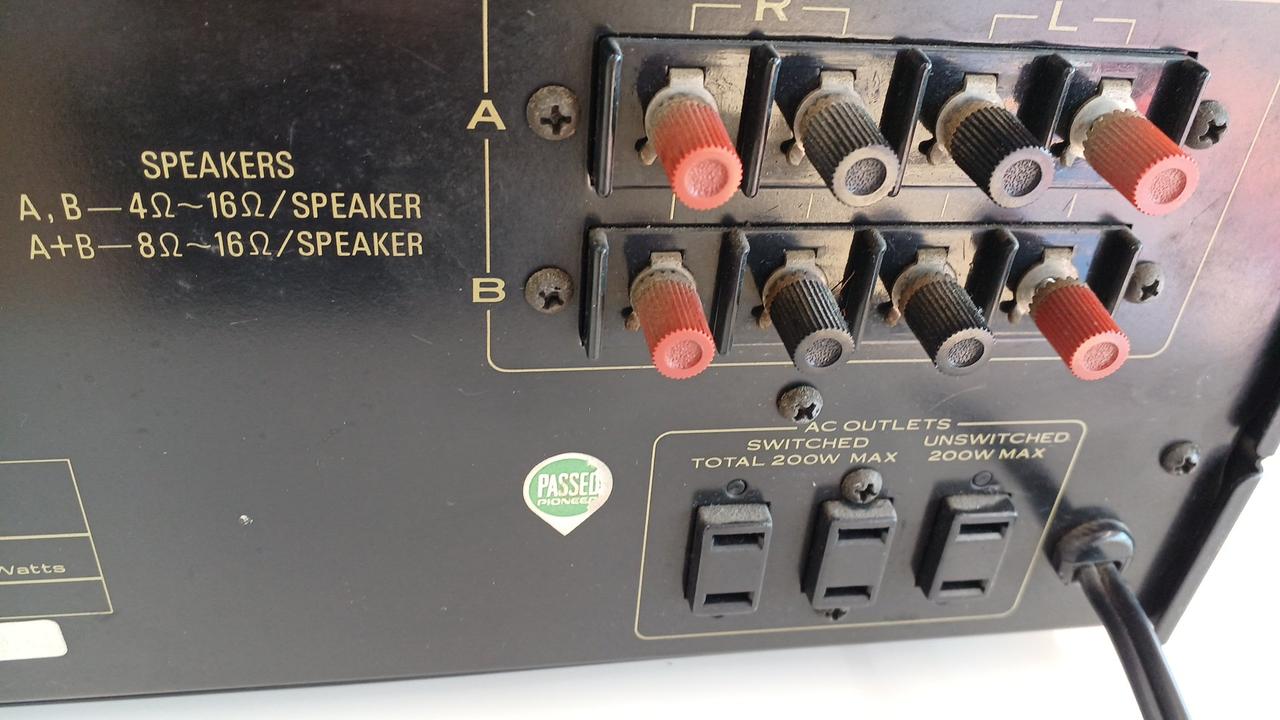 R L
A
SPEAKERS
A, B—4Ω~16Ω/SPEAKER
A+B—8Ω~16Ω/SPEAKER
B
AC OUTLETS
SWITCHED UNSWITCHED
TOTAL 200W MAX 200W MAX
PASSED
PIONEER
Watts